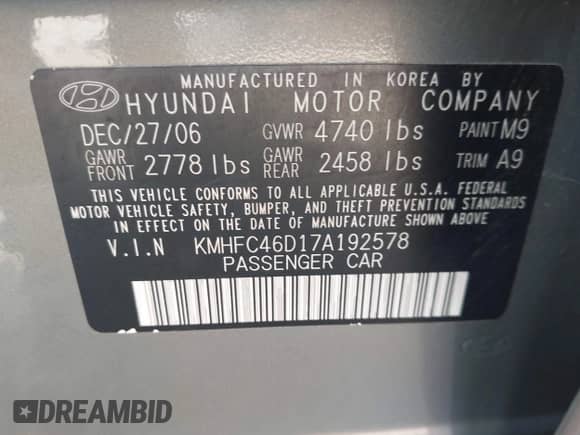 MANUFACTURED IN KOREA BY
HYUNDAI MOTOR COMPANY
DEC/27/06 GVWR 4740 lbs PAINT M9
GAWR FRONT 2778 lbs GAWR REAR 2458 lbs TRIM A9
THIS VEHICLE CONFORMS TO ALL APPLICABLE U.S.A. FEDERAL
MOTOR VEHICLE SAFETY, BUMPER, AND THEFT PREVENTION STANDARDS
IN EFFECT ON THE DATE OF MANUFACTURE SHOWN ABOVE.
V.I.N KMHFC46D17A192578
PASSENGER CAR
DREAMBID